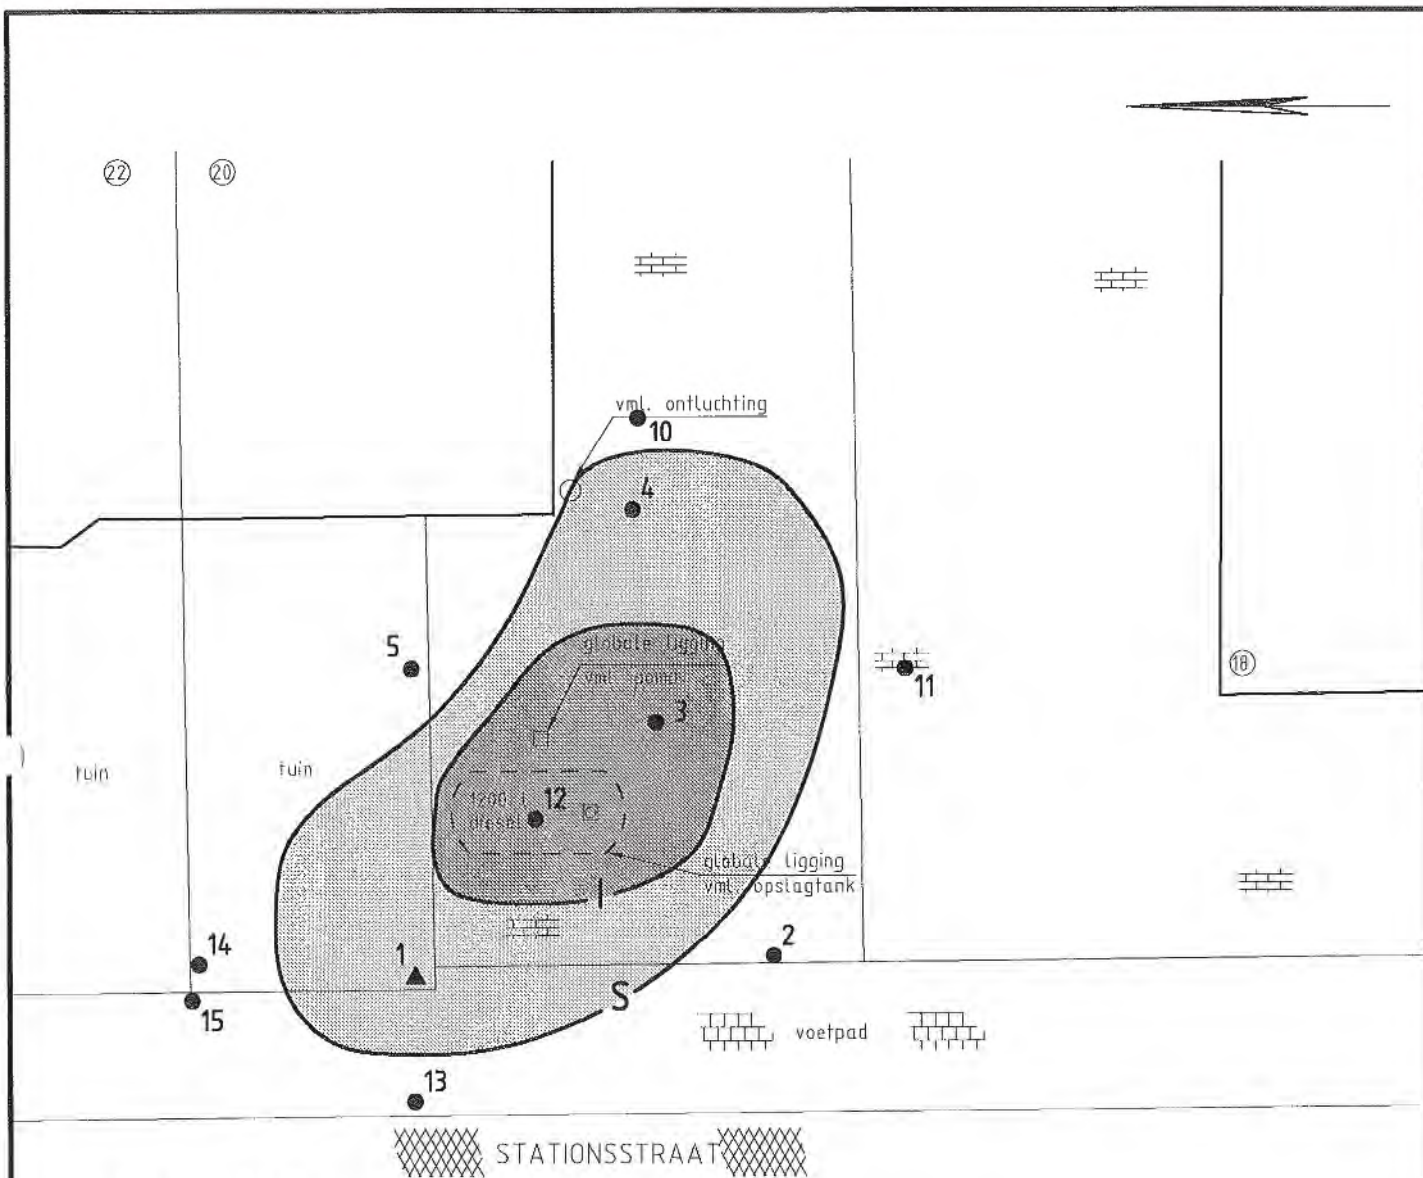 22
20
vml. ontluchting
10
4
5
globale ligging
vml. pomp
3
11
18
tuin
tuin
1200 l
diesel
12
globale ligging
vml. opslagtank
I
14
1
2
15
S
voetpad
13
STATIONSSTRAAT